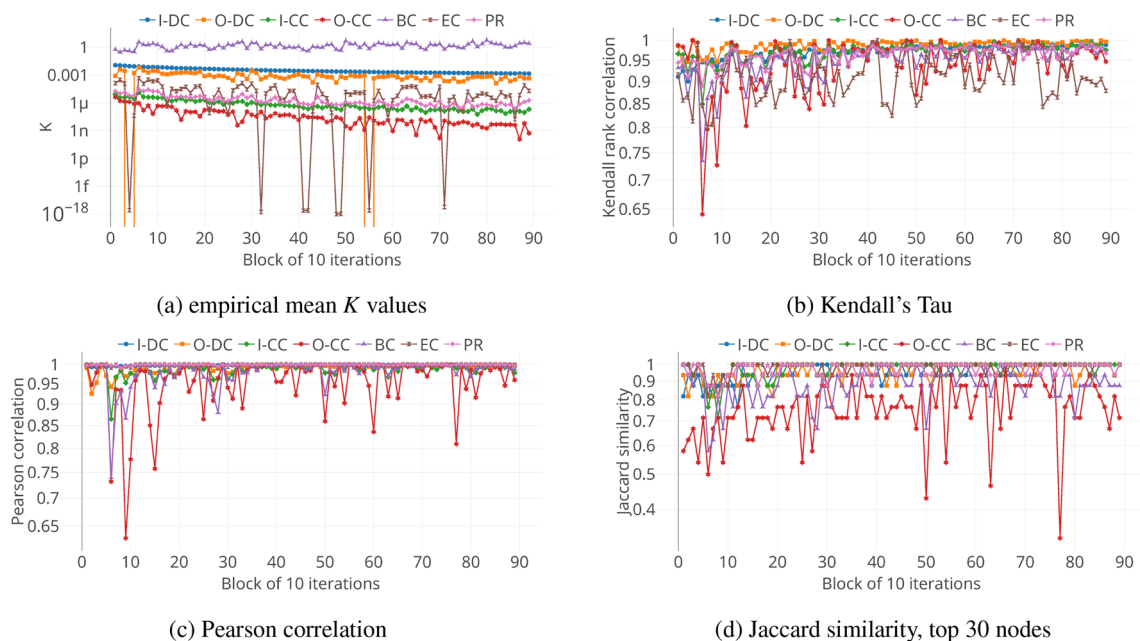 I-DC O-DC I-CC O-CC BC EC PR
1
0.001
1μ
1n
1p
1f
10⁻¹⁸
K
0 10 20 30 40 50 60 70 80 90
Block of 10 iterations
(a) empirical mean K values
I-DC O-DC I-CC O-CC BC EC PR
1
0.95
0.9
0.85
0.8
0.75
0.7
0.65
Kendall rank correlation
0 10 20 30 40 50 60 70 80 90
Block of 10 iterations
(b) Kendall's Tau
I-DC O-DC I-CC O-CC BC EC PR
1
0.95
0.9
0.85
0.8
0.75
0.7
0.65
Pearson correlation
0 10 20 30 40 50 60 70 80 90
Block of 10 iterations
(c) Pearson correlation
I-DC O-DC I-CC O-CC BC EC PR
1
0.9
0.8
0.7
0.6
0.5
0.4
Jaccard similarity
0 10 20 30 40 50 60 70 80 90
Block of 10 iterations
(d) Jaccard similarity, top 30 nodes